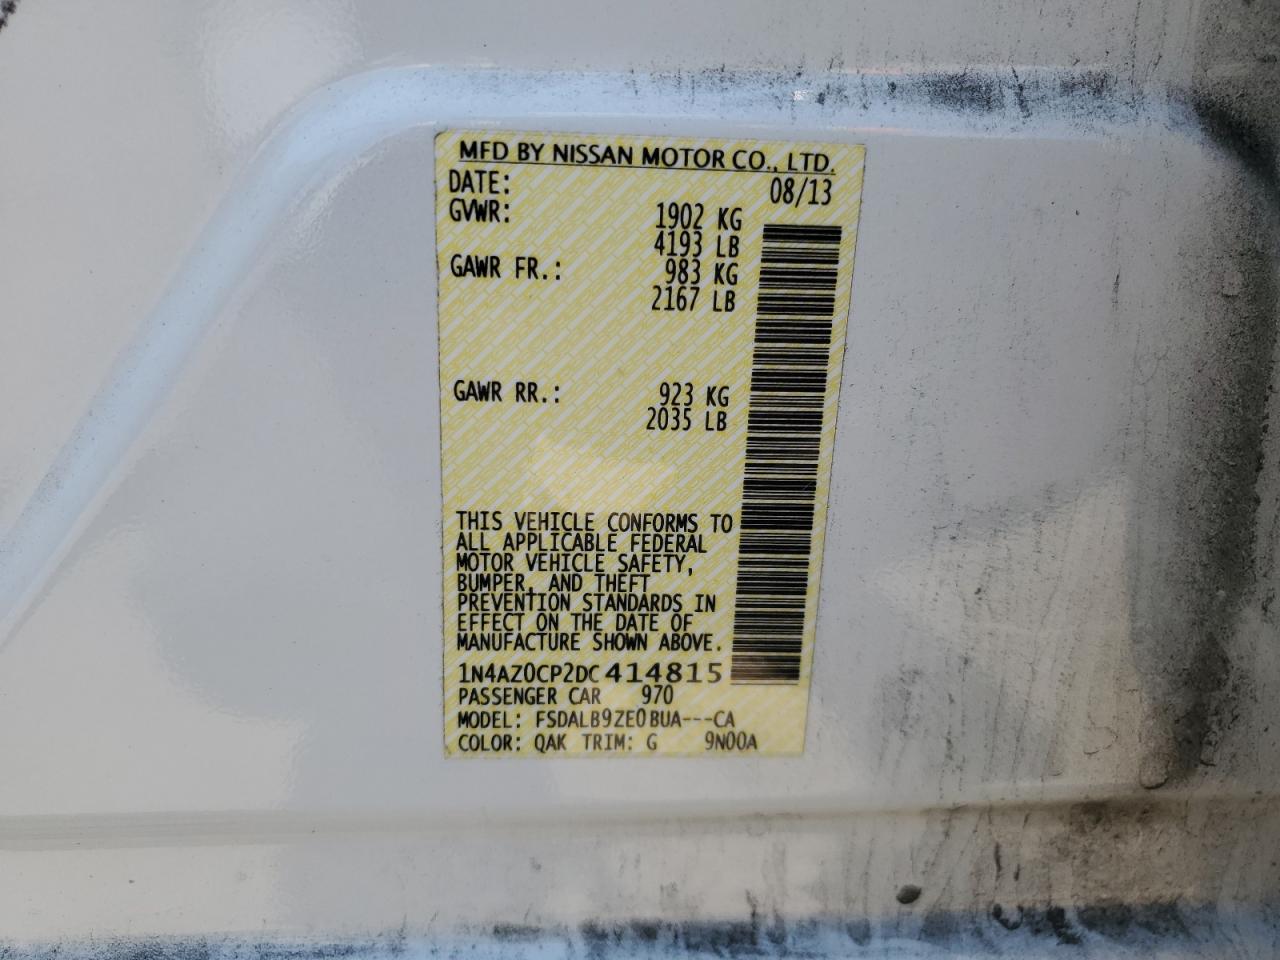 MFD BY NISSAN MOTOR CO., LTD.
DATE: 08/13
GVWR: 1902 KG
4193 LB
GAWR FR.: 983 KG
2167 LB
GAWR RR.: 923 KG
2035 LB
THIS VEHICLE CONFORMS TO
ALL APPLICABLE FEDERAL
MOTOR VEHICLE SAFETY,
BUMPER, AND THEFT
PREVENTION STANDARDS IN
EFFECT ON THE DATE OF
MANUFACTURE SHOWN ABOVE.
1N4AZ0CP2DC414815
PASSENGER CAR 970
MODEL: FSDALB9ZE0BUA---CA
COLOR: QAK TRIM: G 9N00A